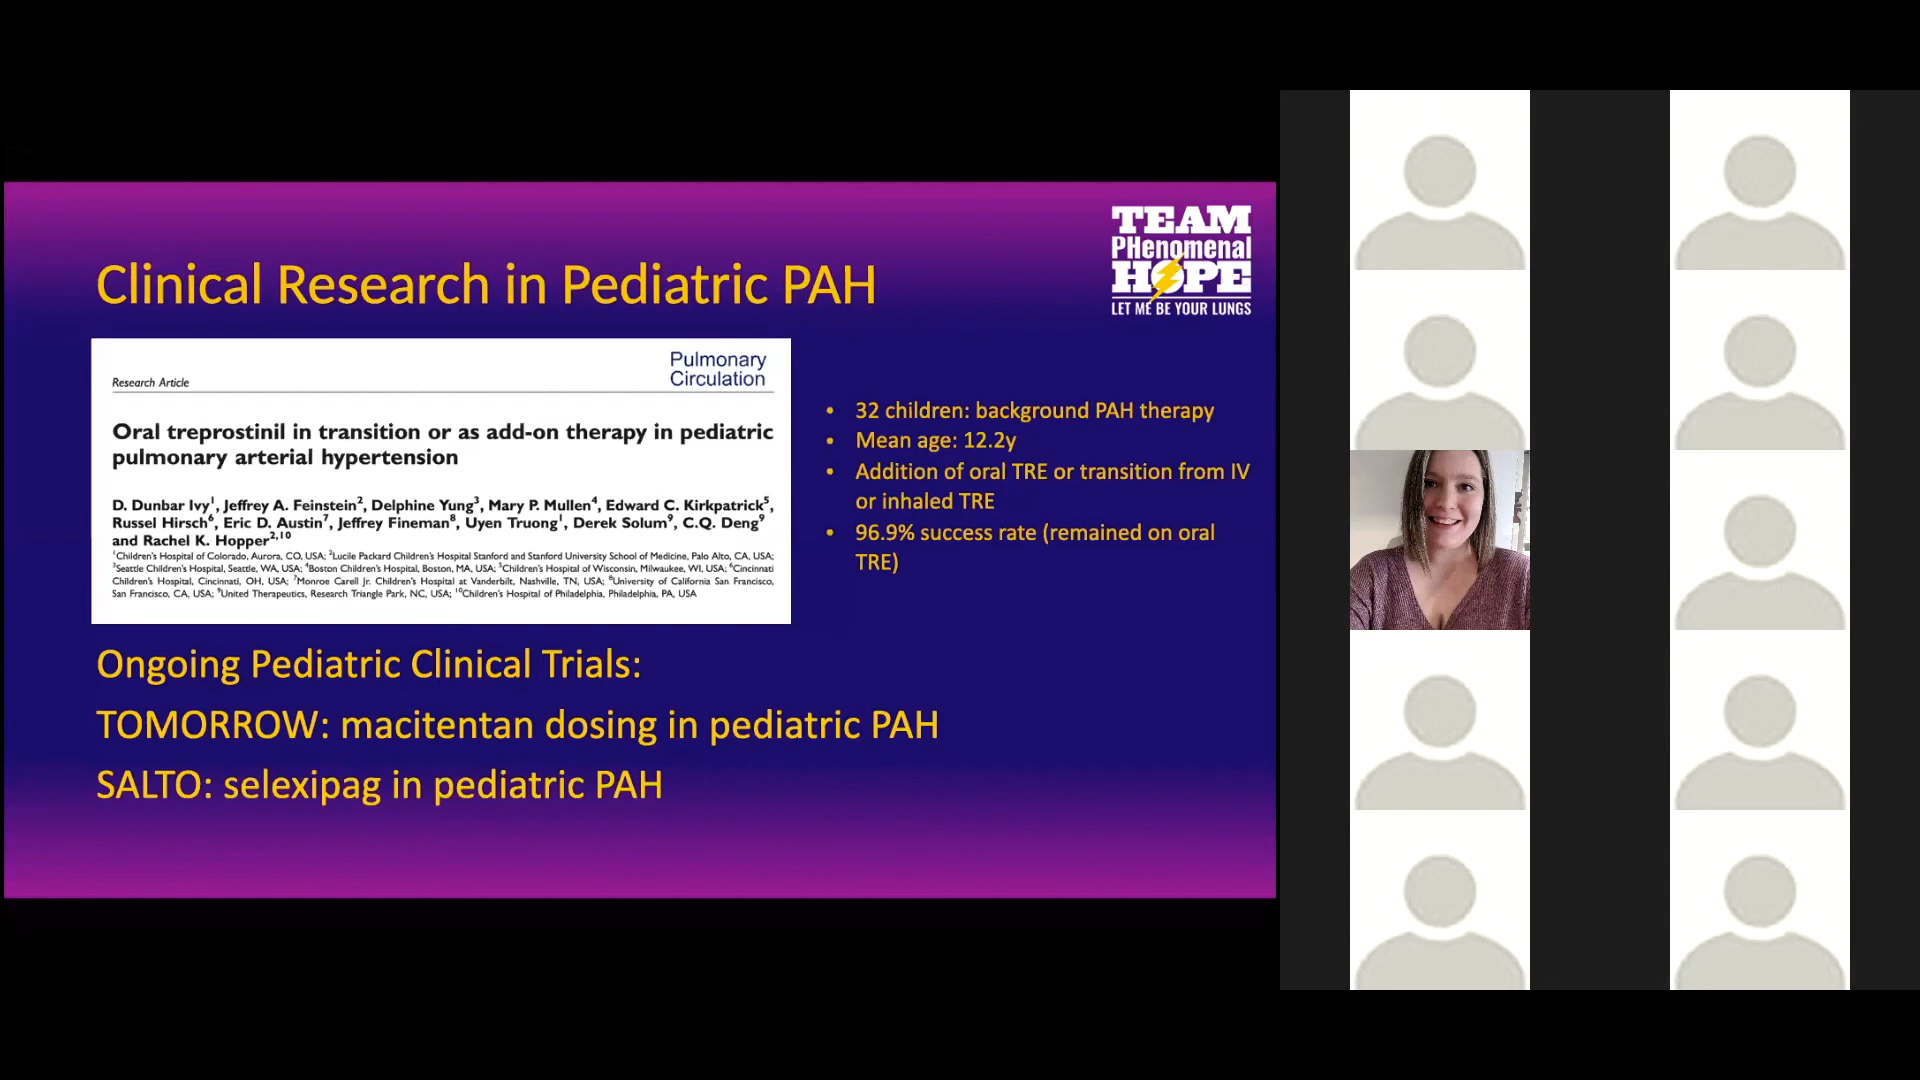 TEAM
PHenomenal
HOPE
LET ME BE YOUR LUNGS
Clinical Research in Pediatric PAH
Pulmonary
Circulation
Research Article
Oral treprostinil in transition or as add-on therapy in pediatric
pulmonary arterial hypertension
D. Dunbar Ivy1, Jeffrey A. Feinstein2, Delphine Yung3, Mary P. Mullen4, Edward C. Kirkpatrick5,
Russel Hirsch6, Eric D. Austin7, Jeffrey Fineman8, Uyen Truong1, Derek Solum9, C.Q. Deng9
and Rachel K. Hopper2,10
1Children's Hospital of Colorado, Aurora, CO, USA; 2Lucile Packard Children's Hospital Stanford and Stanford University School of Medicine, Palo Alto, CA, USA;
3Seattle Children's Hospital, Seattle, WA, USA; 4Boston Children's Hospital, Boston, MA, USA; 5Children's Hospital of Wisconsin, Milwaukee, WI, USA; 6Cincinnati
Children's Hospital, Cincinnati, OH, USA; 7Monroe Carell Jr. Children's Hospital at Vanderbilt, Nashville, TN, USA; 8University of California San Francisco,
San Francisco, CA, USA; 9United Therapeutics, Research Triangle Park, NC, USA; 10Children's Hospital of Philadelphia, Philadelphia, PA, USA
• 32 children: background PAH therapy
• Mean age: 12.2y
• Addition of oral TRE or transition from IV
or inhaled TRE
• 96.9% success rate (remained on oral
TRE)
Ongoing Pediatric Clinical Trials:
TOMORROW: macitentan dosing in pediatric PAH
SALTO: selexipag in pediatric PAH